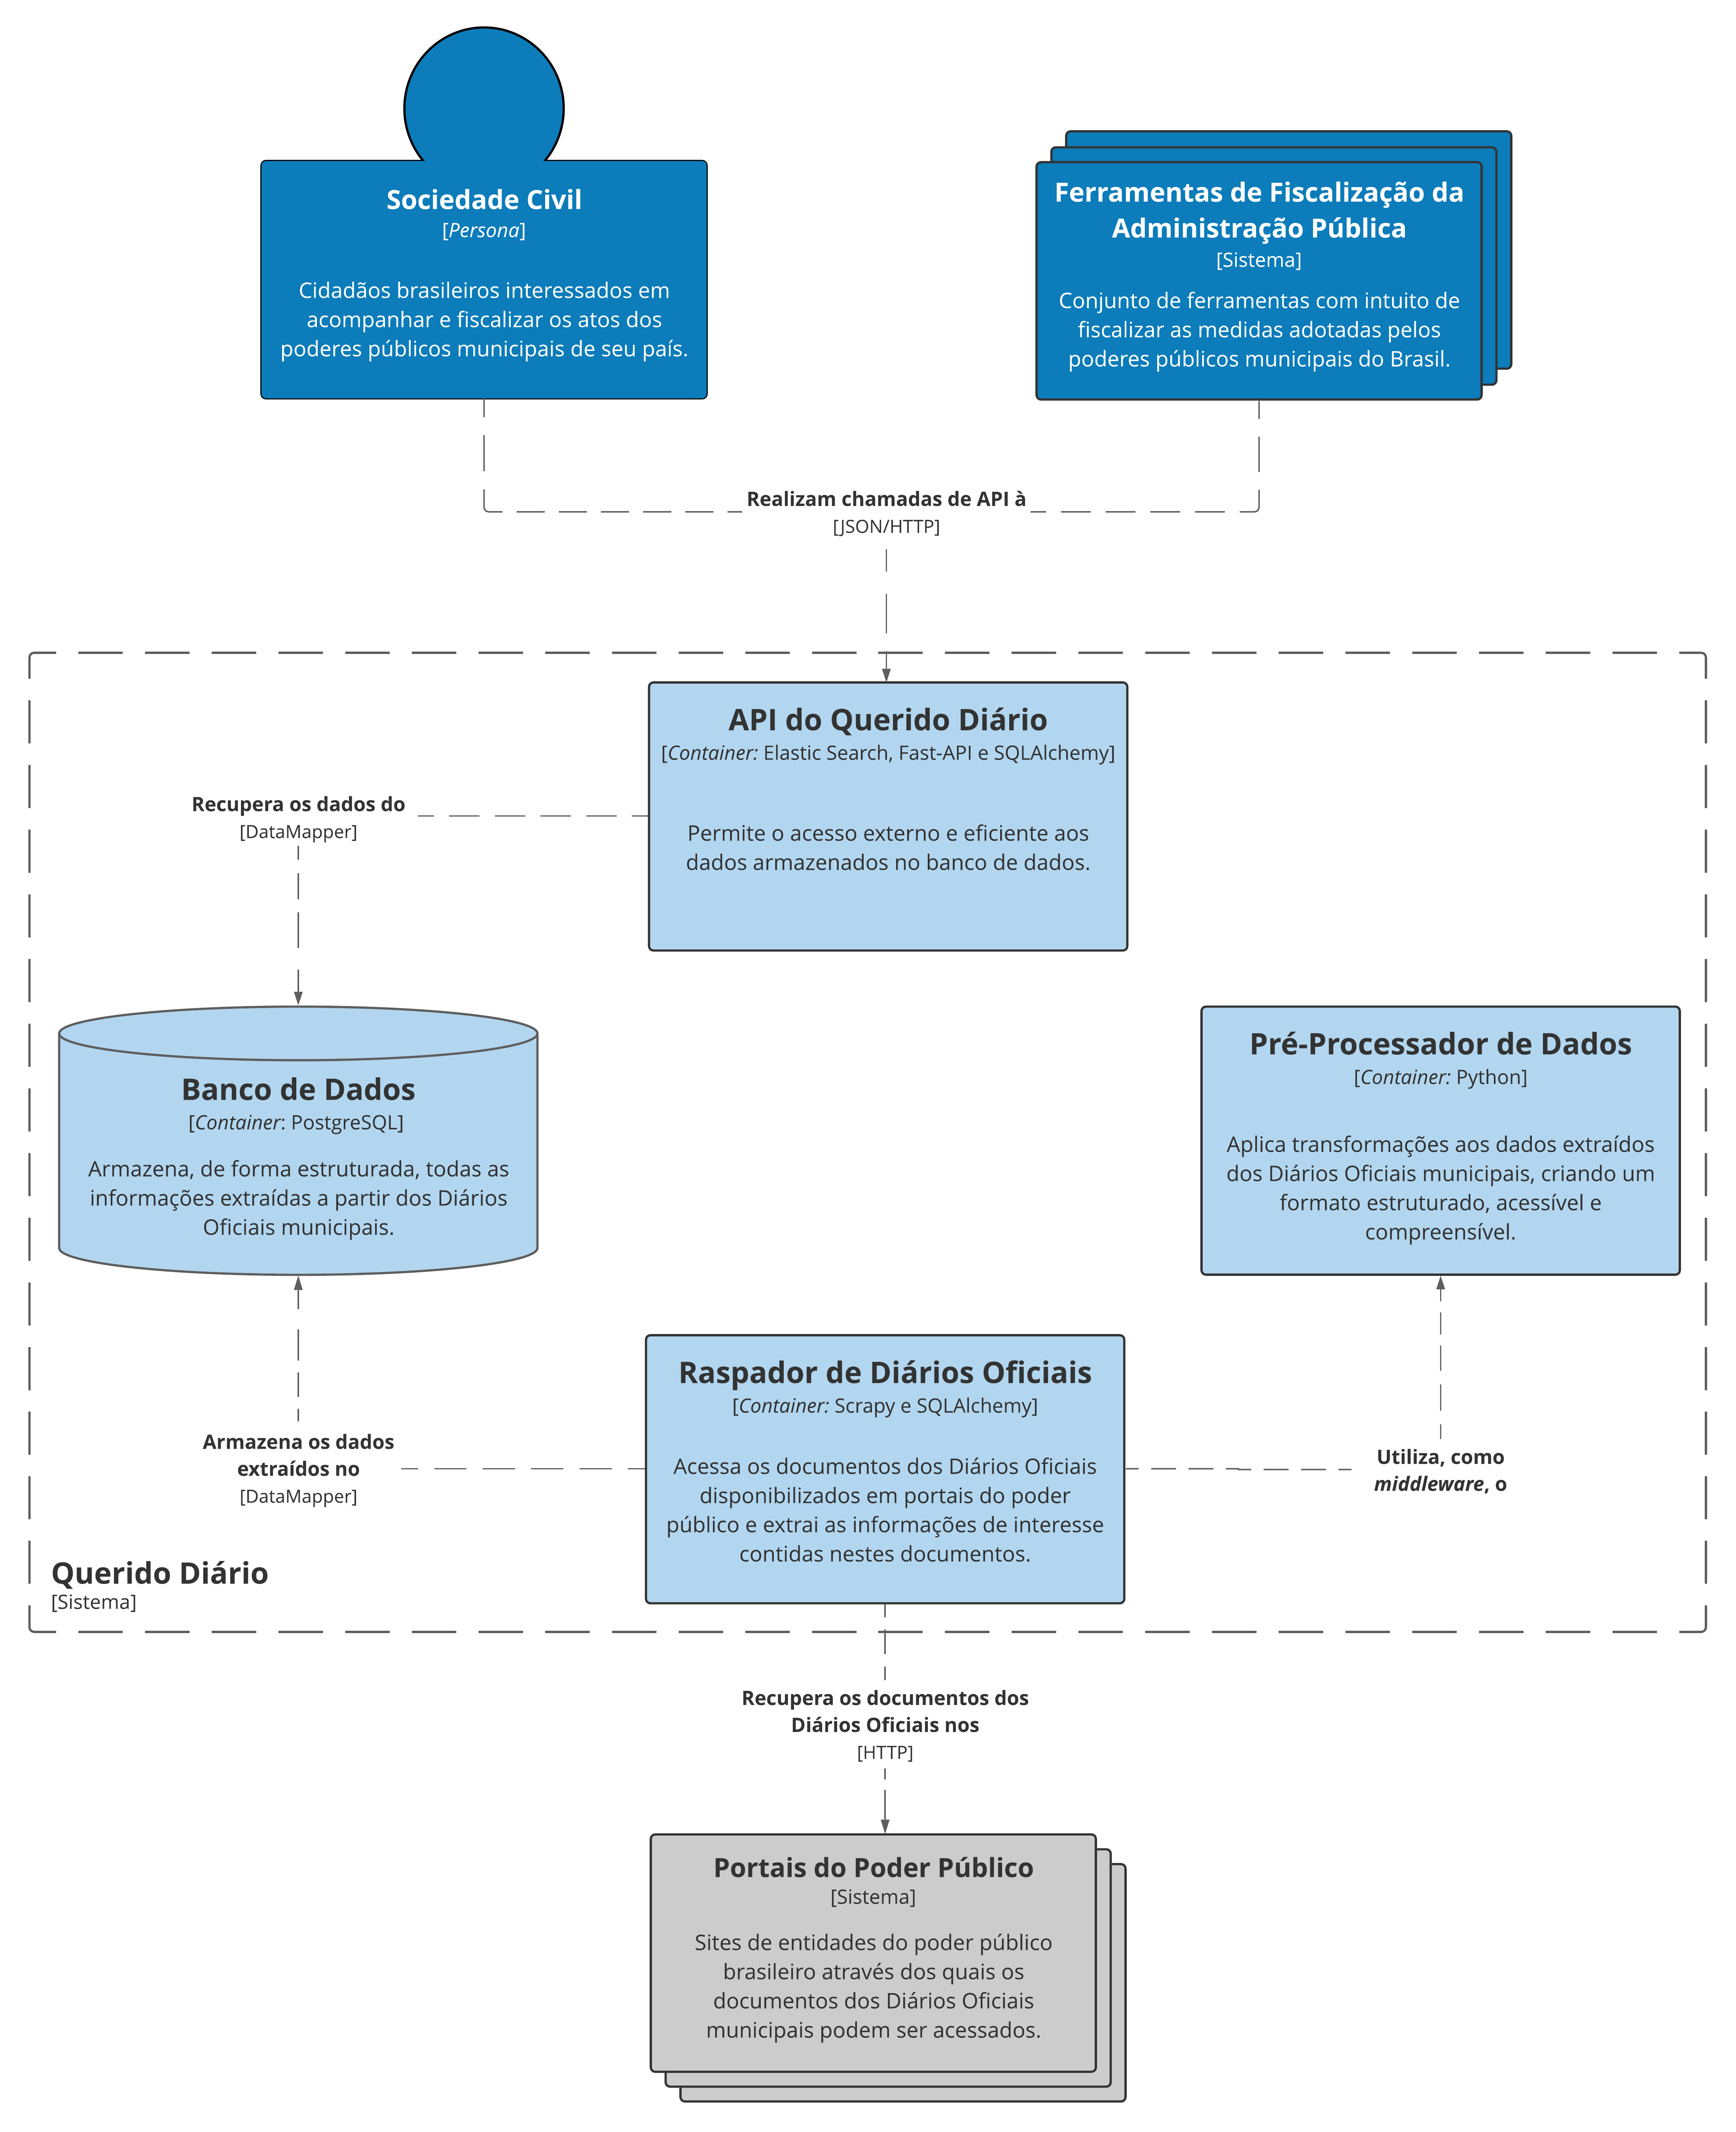 Sociedade Civil
[Persona]
Cidadãos brasileiros interessados em
acompanhar e fiscalizar os atos dos
poderes públicos municipais de seu país.
Ferramentas de Fiscalização da
Administração Pública
[Sistema]
Conjunto de ferramentas com intuito de
fiscalizar as medidas adotadas pelos
poderes públicos municipais do Brasil.
Realizam chamadas de API à
[JSON/HTTP]
API do Querido Diário
[Container: Elastic Search, Fast-API e SQLAlchemy]
Permite o acesso externo e eficiente aos
dados armazenados no banco de dados.
Recupera os dados do
[DataMapper]
Banco de Dados
[Container: PostgreSQL]
Armazena, de forma estruturada, todas as
informações extraídas a partir dos Diários
Oficiais municipais.
Pré-Processador de Dados
[Container: Python]
Aplica transformações aos dados extraídos
dos Diários Oficiais municipais, criando um
formato estruturado, acessível e
compreensível.
Raspador de Diários Oficiais
[Container: Scrapy e SQLAlchemy]
Acessa os documentos dos Diários Oficiais
disponibilizados em portais do poder
público e extrai as informações de interesse
contidas nestes documentos.
Armazena os dados
extraídos no
[DataMapper]
Utiliza, como
middleware, o
Querido Diário
[Sistema]
Recupera os documentos dos
Diários Oficiais nos
[HTTP]
Portais do Poder Público
[Sistema]
Sites de entidades do poder público
brasileiro através dos quais os
documentos dos Diários Oficiais
municipais podem ser acessados.